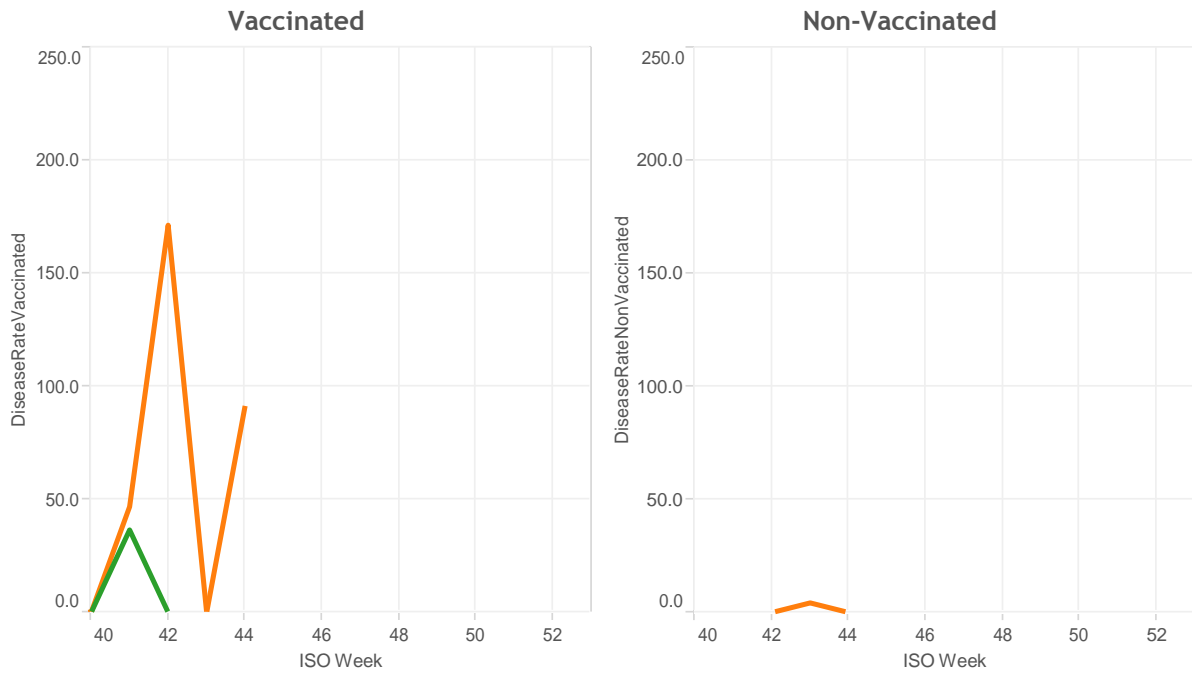 Vaccinated
250.0
200.0
150.0
100.0
50.0
0.0
DiseaseRateVaccinated
40 42 44 46 48 50 52
ISO Week
Non-Vaccinated
250.0
200.0
150.0
100.0
50.0
0.0
DiseaseRateNonVaccinated
40 42 44 46 48 50 52
ISO Week